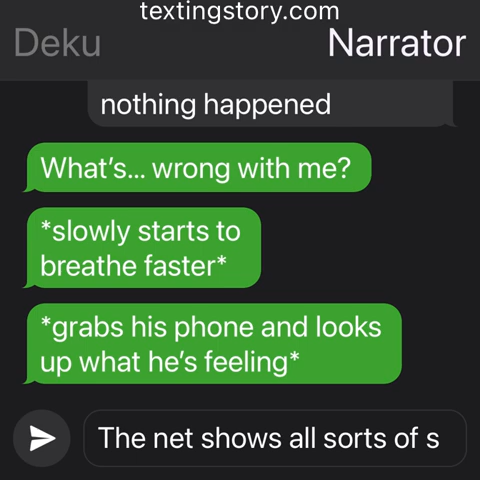 textingstory.com
Deku Narrator
nothing happened
What's... wrong with me?
*slowly starts to
breathe faster*
*grabs his phone and looks
up what he's feeling*
The net shows all sorts of s